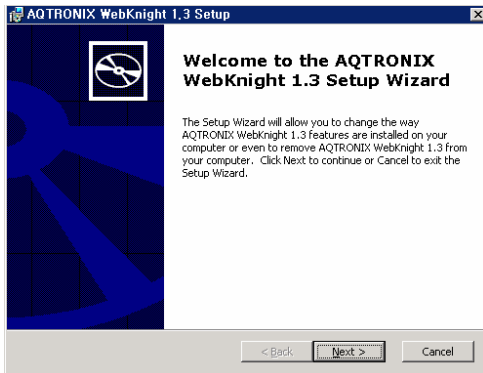 AQTRONIX WebKnight 1.3 Setup
Welcome to the AQTRONIX
WebKnight 1.3 Setup Wizard
The Setup Wizard will allow you to change the way
AQTRONIX WebKnight 1.3 features are installed on your
computer or even to remove AQTRONIX WebKnight 1.3 from
your computer. Click Next to continue or Cancel to exit the
Setup Wizard.
< Back
Next >
Cancel